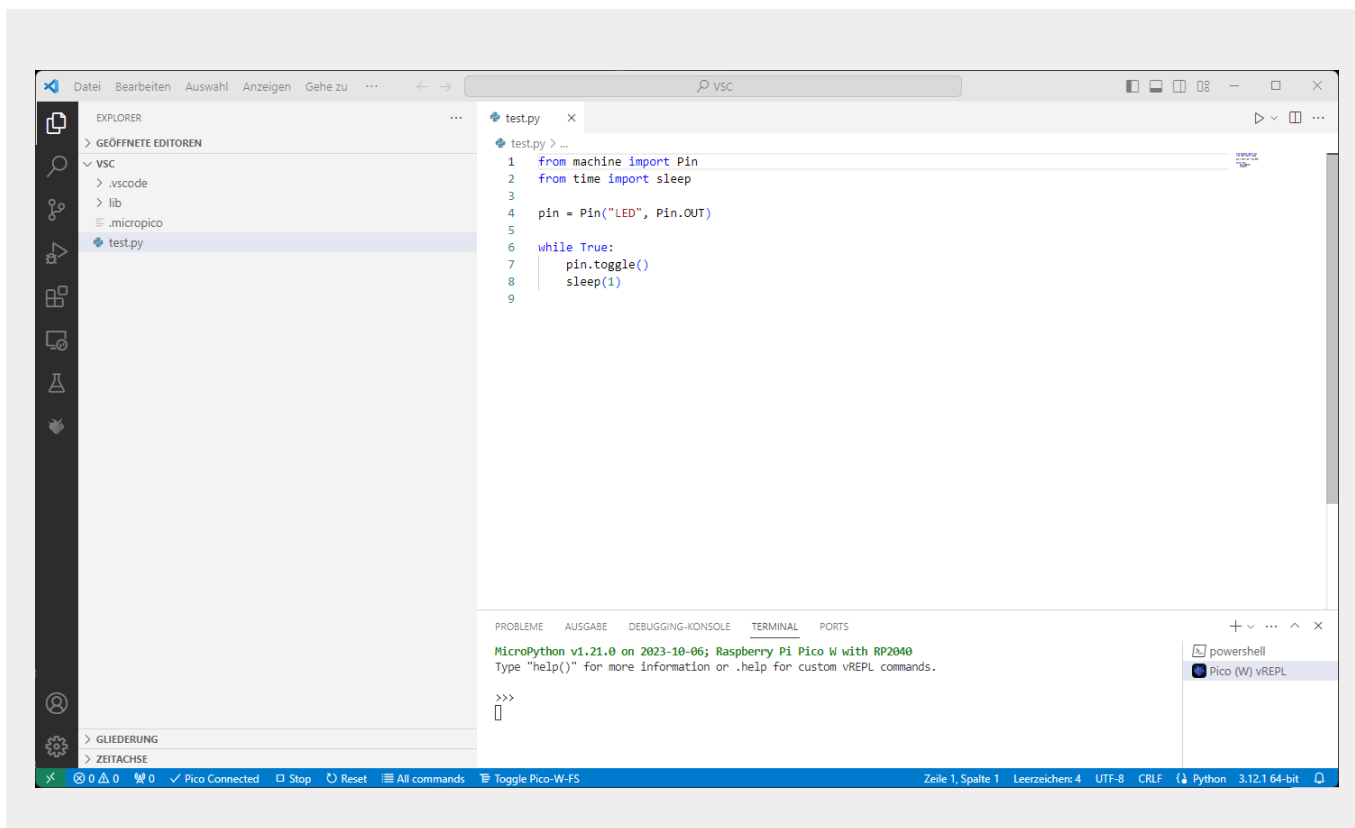 Datei Bearbeiten Auswahl Anzeigen Gehe zu ··· VSC
EXPLORER ···
GEÖFFNETE EDITOREN
VSC
.vscode
lib
.micropico
test.py
test.py
test.py > ...
1 from machine import Pin
2 from time import sleep
3
4 pin = Pin("LED", Pin.OUT)
5
6 while True:
7     pin.toggle()
8     sleep(1)
9
PROBLEME AUSGABE DEBUGGING-KONSOLE TERMINAL PORTS
MicroPython v1.21.0 on 2023-10-06; Raspberry Pi Pico W with RP2040
Type "help()" for more information or .help for custom vREPL commands.
>>>
powershell
Pico (W) vREPL
GLIEDERUNG
ZEITACHSE
0 0 0 Pico Connected Stop Reset All commands Toggle Pico-W-FS Zeile 1, Spalte 1 Leerzeichen: 4 UTF-8 CRLF Python 3.12.1 64-bit